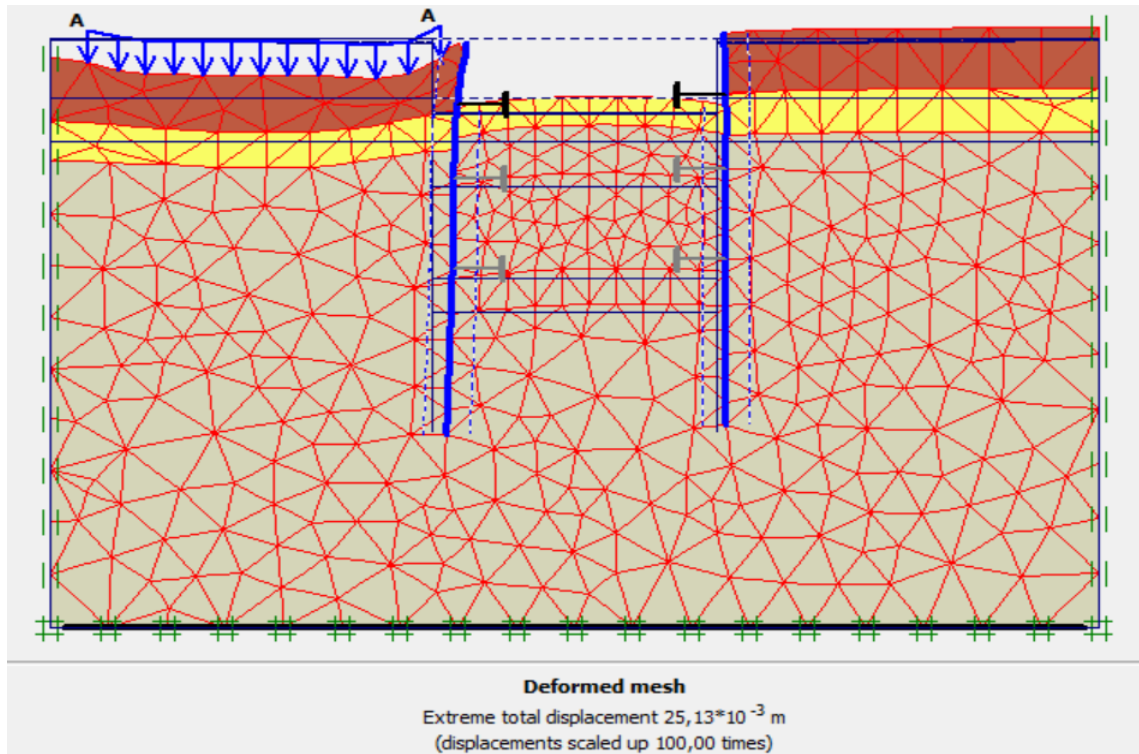 A A
Deformed mesh
Extreme total displacement 25,13*10 -3 m
(displacements scaled up 100,00 times)